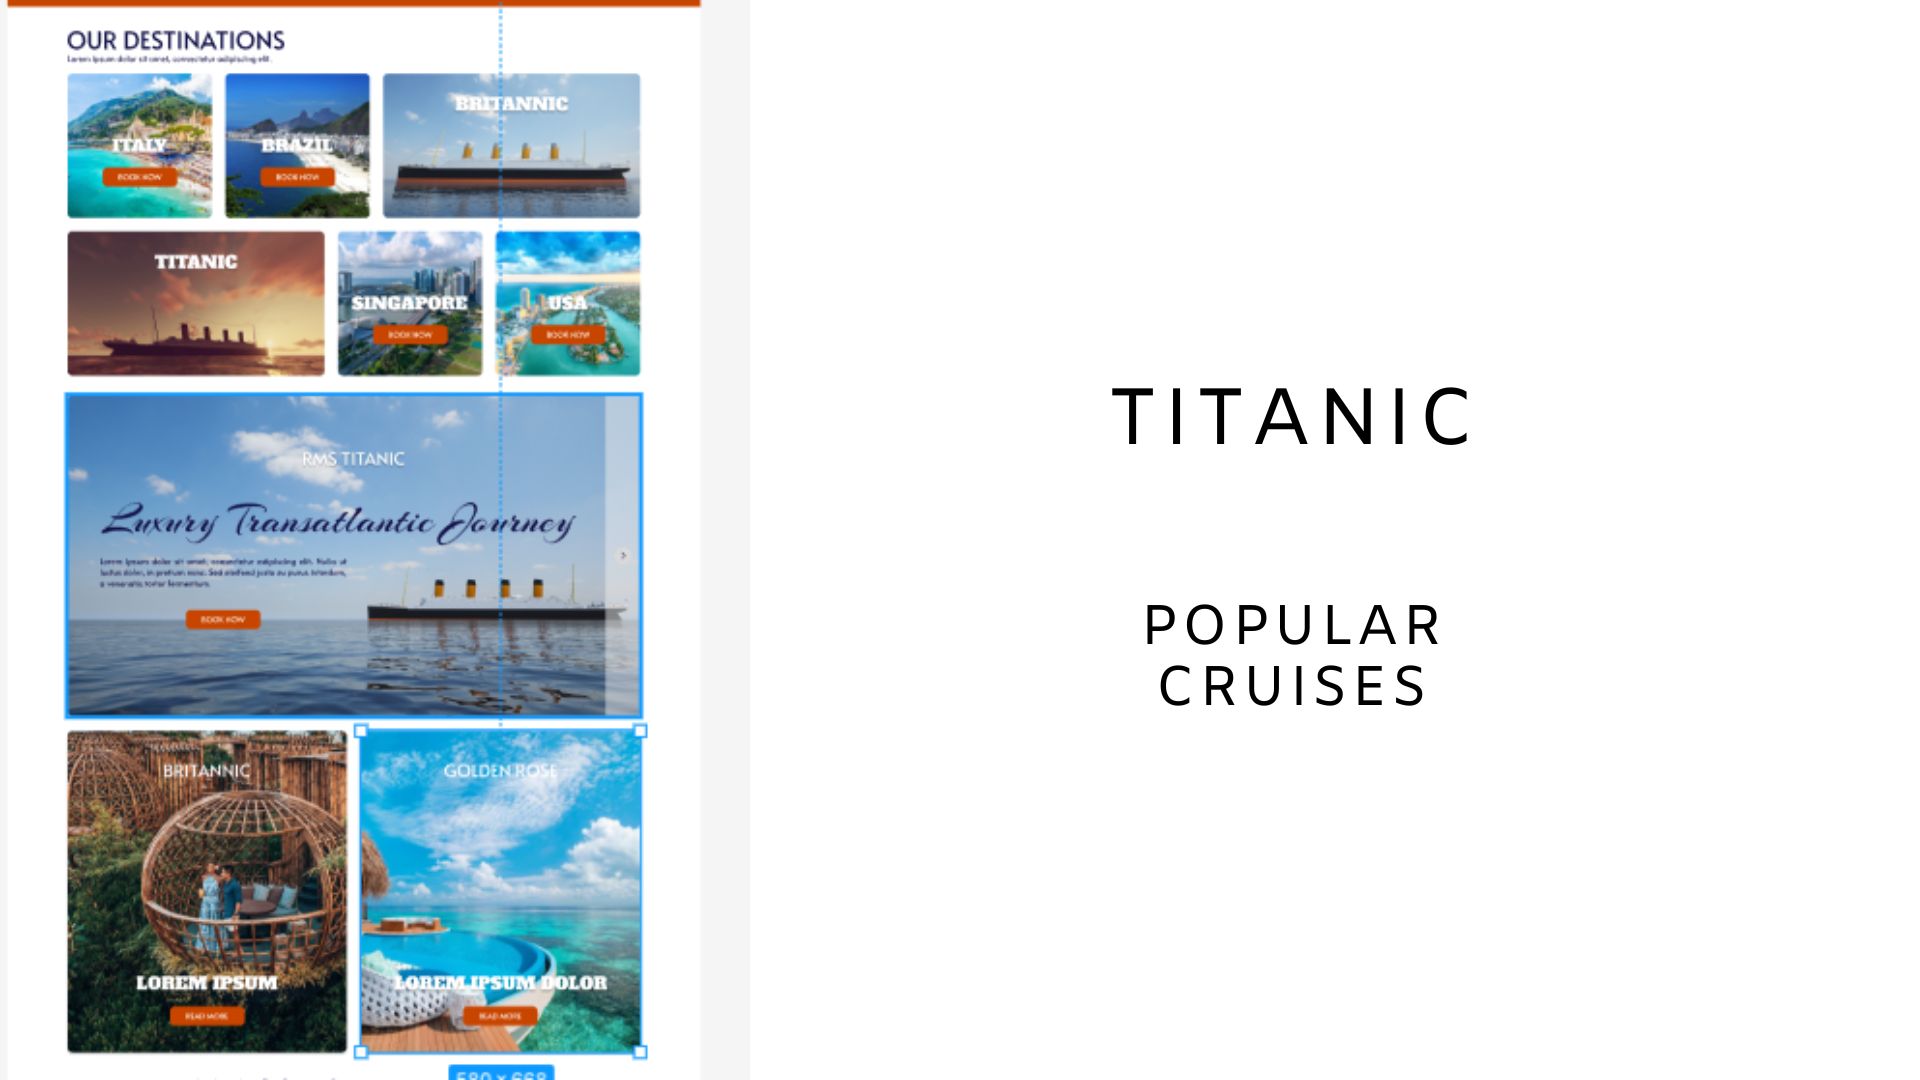 OUR DESTINATIONS
Lorem ipsum dolor sit amet, consectetur adipiscing elit.
ITALY
BOOK NOW
BRAZIL
BOOK NOW
BRITANNIC
TITANIC
SINGAPORE
BOOK NOW
USA
BOOK NOW
RMS TITANIC
Luxury Transatlantic Journey
Lorem ipsum dolor sit amet, consectetur adipiscing elit. Nulla ut
luctus dolor, in pretium nunc. Sed eleifend justo eu purus interdum,
a venenatis tortor fermentum.
BOOK NOW
BRITANNIC
LOREM IPSUM
READ MORE
GOLDEN ROSE
LOREM IPSUM DOLOR
READ MORE
580 × 668
TITANIC
POPULAR
CRUISES